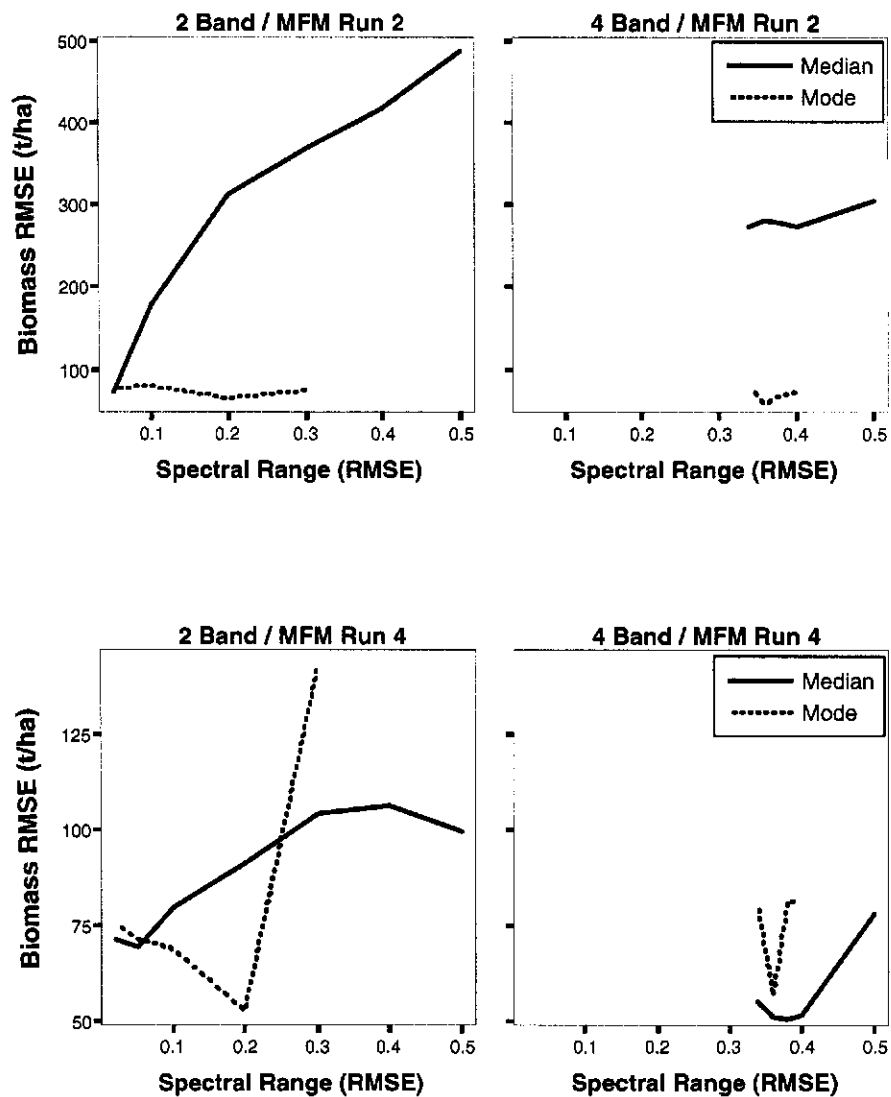 2 Band / MFM Run 2
4 Band / MFM Run 2
Biomass RMSE (t/ha)
500
400
300
200
100
Median
Mode
0.1 0.2 0.3 0.4 0.5
0.1 0.2 0.3 0.4 0.5
Spectral Range (RMSE)
Spectral Range (RMSE)
2 Band / MFM Run 4
4 Band / MFM Run 4
Biomass RMSE (t/ha)
125
100
75
50
Median
Mode
0.1 0.2 0.3 0.4 0.5
0.1 0.2 0.3 0.4 0.5
Spectral Range (RMSE)
Spectral Range (RMSE)